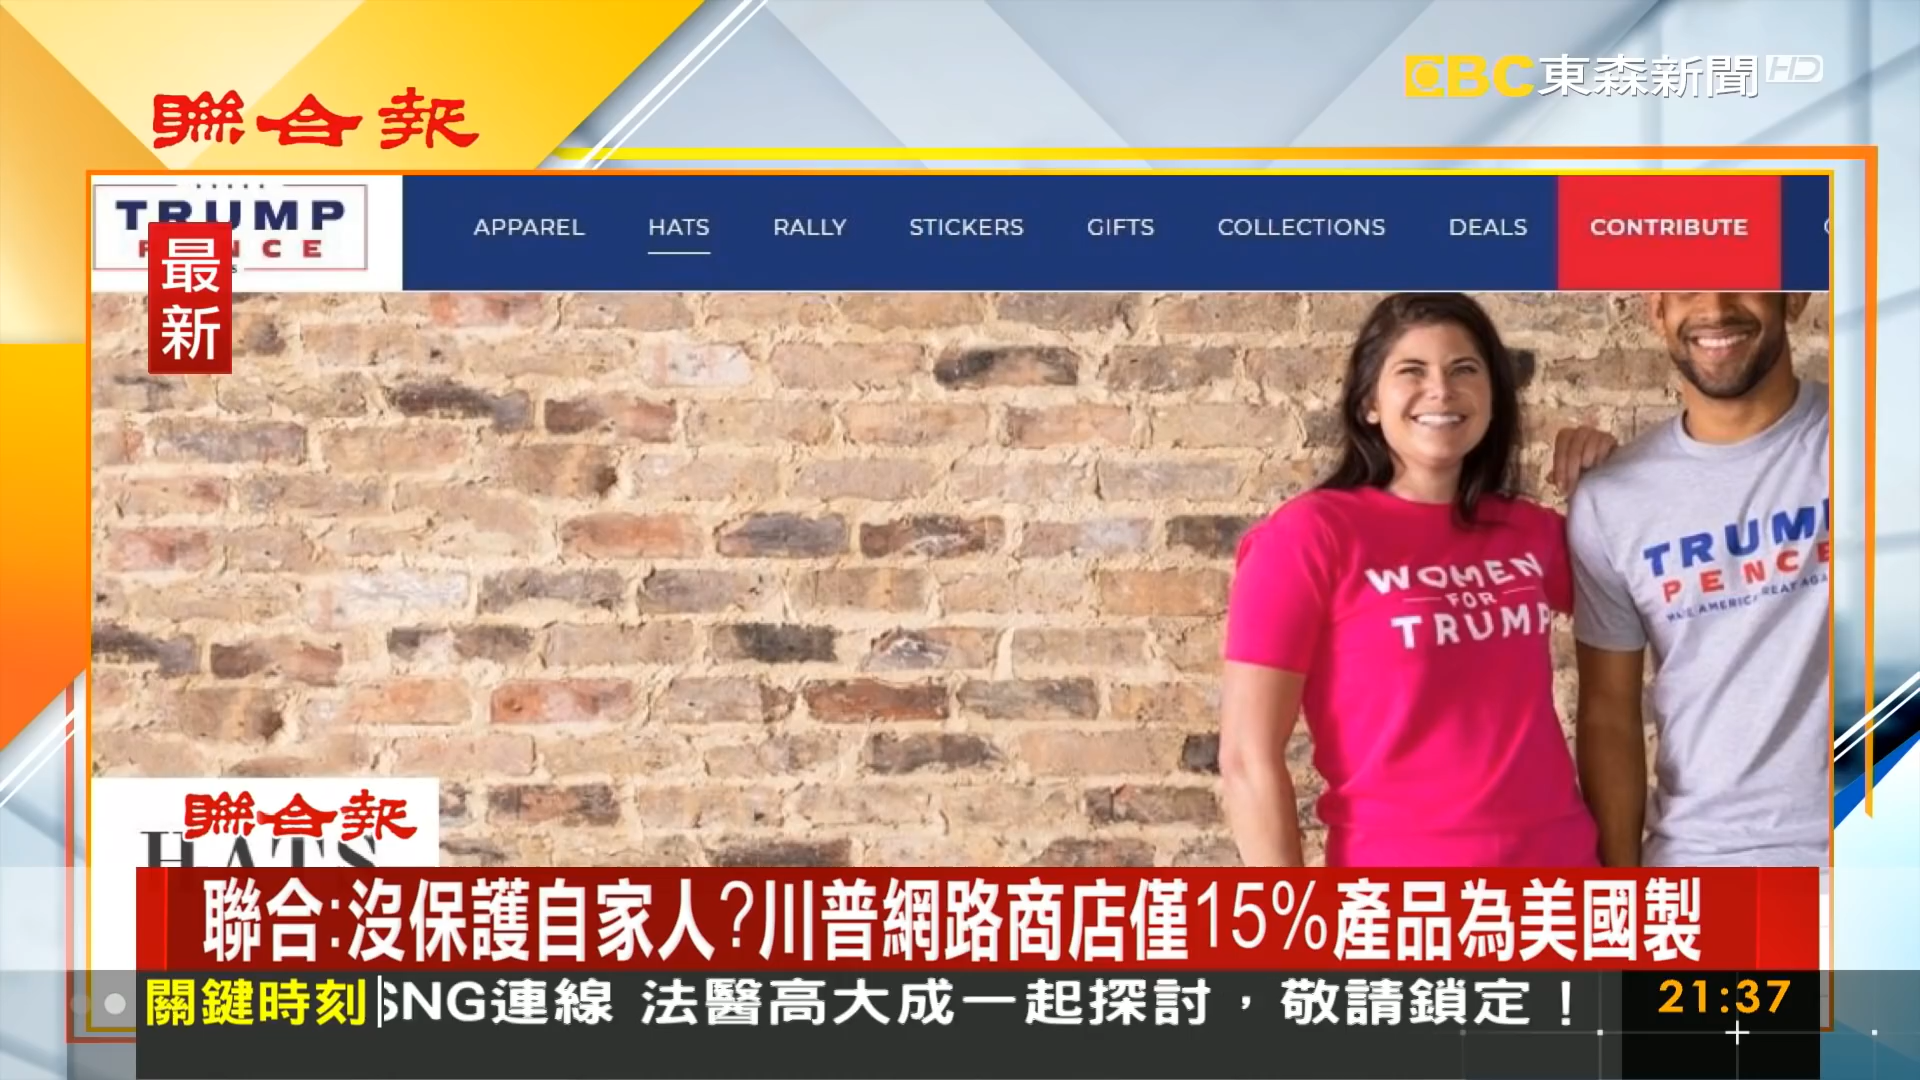 聯合報
EBC東森新聞HD
TRUMP
PENCE
APPAREL HATS RALLY STICKERS GIFTS COLLECTIONS DEALS CONTRIBUTE
最新
WOMEN
FOR
TRUMP
TRUMP
PENCE
聯合報
HATS
聯合:沒保護自家人?川普網路商店僅15%產品為美國製
關鍵時刻 SNG連線 法醫高大成一起探討，敬請鎖定！ 21:37